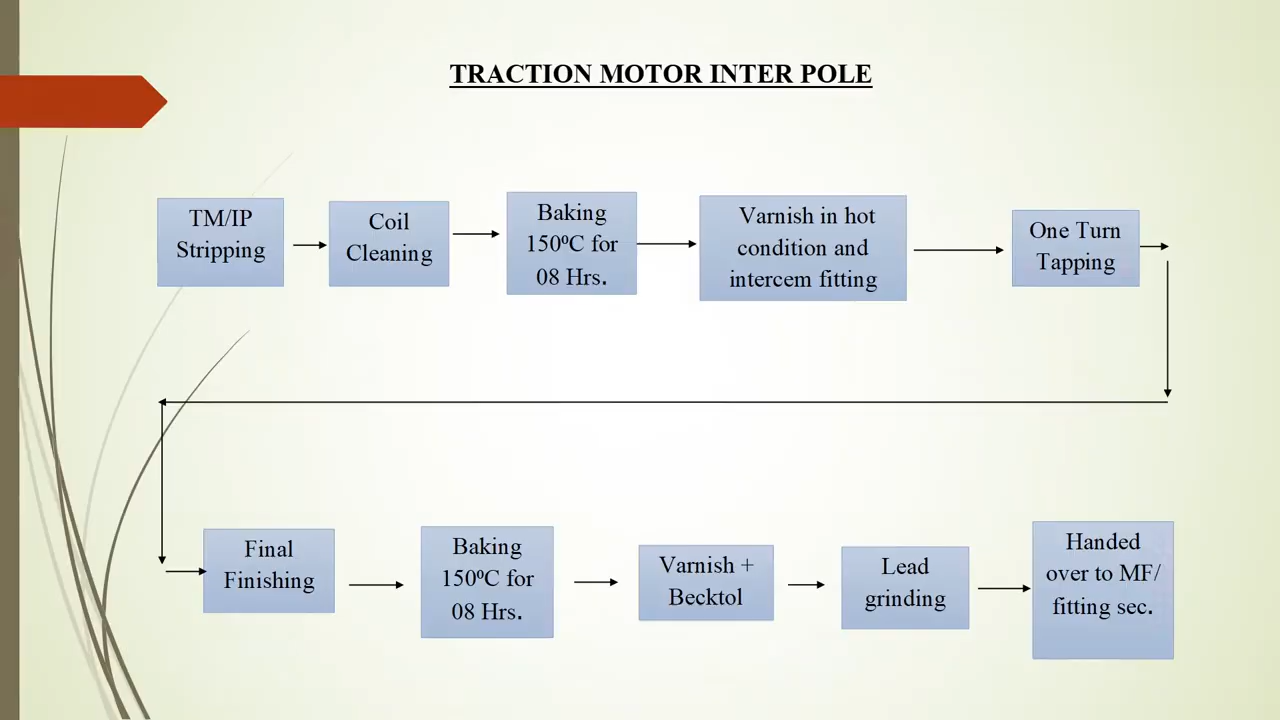 TRACTION MOTOR INTER POLE
TM/IP
Stripping
Coil
Cleaning
Baking
150⁰C for
08 Hrs.
Varnish in hot
condition and
intercem fitting
One Turn
Tapping
Final
Finishing
Baking
150⁰C for
08 Hrs.
Varnish +
Becktol
Lead
grinding
Handed
over to MF/
fitting sec.